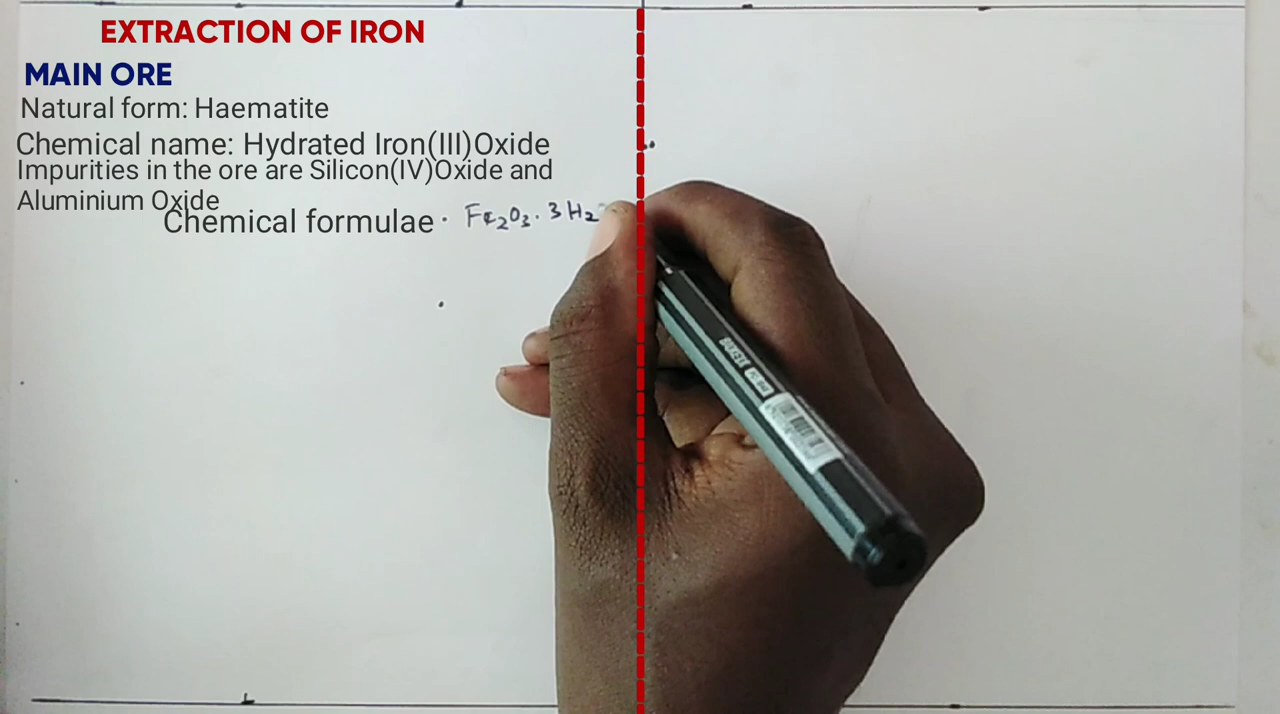 EXTRACTION OF IRON
MAIN ORE
Natural form: Haematite
Chemical name: Hydrated Iron(III)Oxide
Impurities in the ore are Silicon(IV)Oxide and
Aluminium Oxide
Chemical formulae · Fe₂O₃. 3H₂